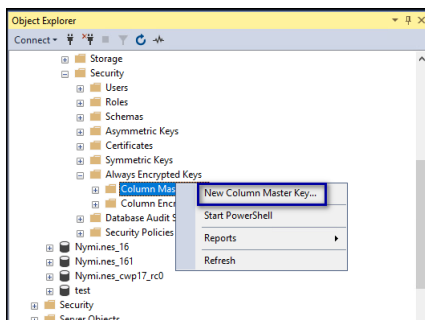 Object Explorer
Connect
Storage
Security
Users
Roles
Schemas
Asymmetric Keys
Certificates
Symmetric Keys
Always Encrypted Keys
Column Mas
New Column Master Key...
Column Encr
Start PowerShell
Database Audit S
Security Policies
Reports
Nymi.nes_16
Nymi.nes_161
Refresh
Nymi.nes_cwp17_rc0
test
Security
Server Objects